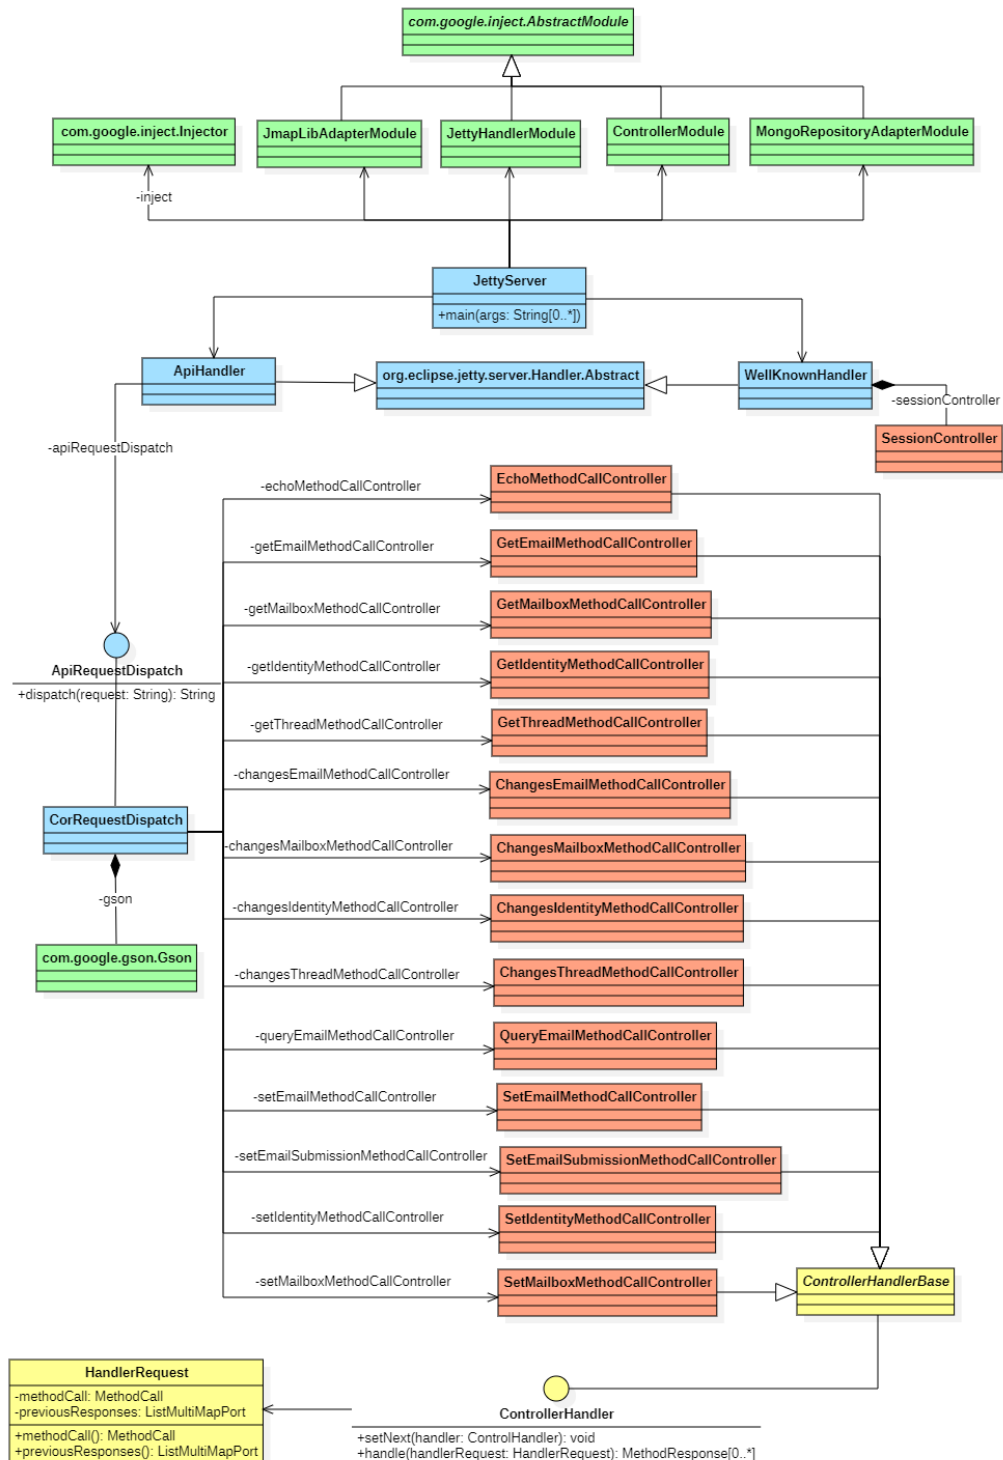 com.google.inject.AbstractModule
com.google.inject.Injector
JmapLibAdapterModule
JettyHandlerModule
ControllerModule
MongoRepositoryAdapterModule
-inject
JettyServer
+main(args: String[0..*])
ApiHandler
org.eclipse.jetty.server.Handler.Abstract
WellKnownHandler
-sessionController
SessionController
-apiRequestDispatch
-echoMethodCallController
EchoMethodCallController
-getEmailMethodCallController
GetEmailMethodCallController
-getMailboxMethodCallController
GetMailboxMethodCallController
ApiRequestDispatch
+dispatch(request: String): String
-getIdentityMethodCallController
GetIdentityMethodCallController
-getThreadMethodCallController
GetThreadMethodCallController
-changesEmailMethodCallController
ChangesEmailMethodCallController
CorRequestDispatch
-changesMailboxMethodCallController
ChangesMailboxMethodCallController
-gson
-changesIdentityMethodCallController
ChangesIdentityMethodCallController
com.google.gson.Gson
-changesThreadMethodCallController
ChangesThreadMethodCallController
-queryEmailMethodCallController
QueryEmailMethodCallController
-setEmailMethodCallController
SetEmailMethodCallController
-setEmailSubmissionMethodCallController
SetEmailSubmissionMethodCallController
-setIdentityMethodCallController
SetIdentityMethodCallController
-setMailboxMethodCallController
SetMailboxMethodCallController
ControllerHandlerBase
HandlerRequest
-methodCall: MethodCall
-previousResponses: ListMultiMapPort
+methodCall(): MethodCall
+previousResponses(): ListMultiMapPort
ControllerHandler
+setNext(handler: ControlHandler): void
+handle(handlerRequest: HandlerRequest): MethodResponse[0..*]